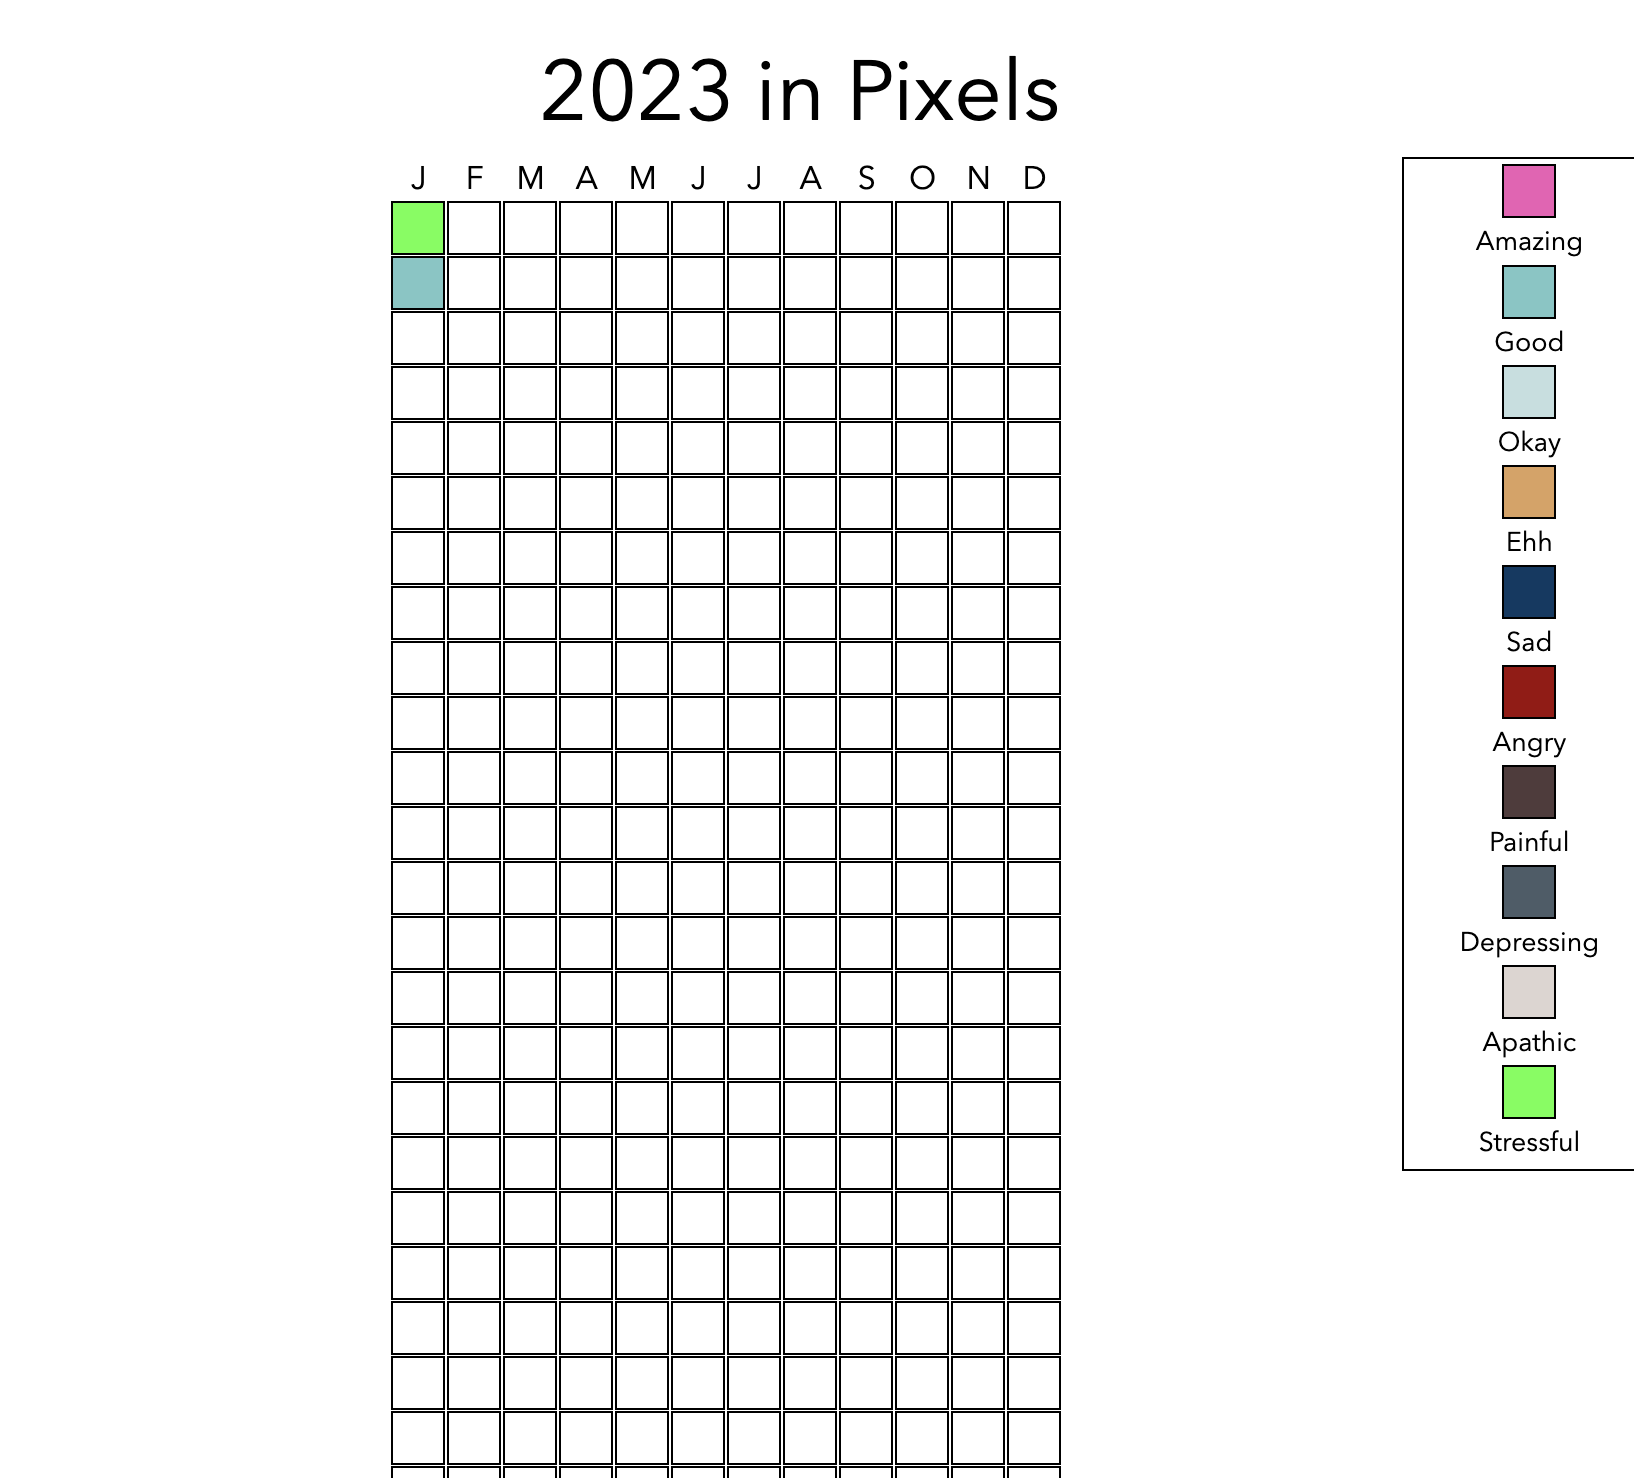 2023 in Pixels
J F M A M J J A S O N D
Amazing
Good
Okay
Ehh
Sad
Angry
Painful
Depressing
Apathic
Stressful